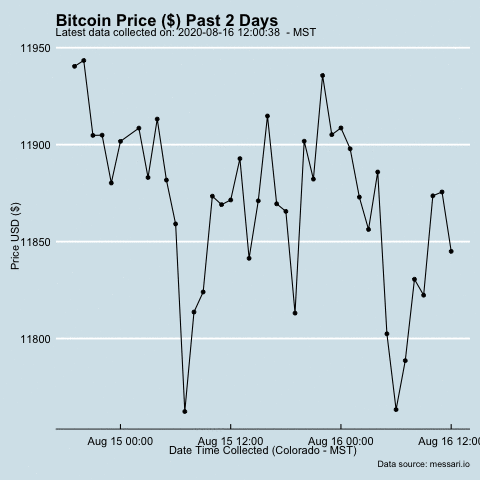 Bitcoin Price ($) Past 2 Days
Latest data collected on: 2020-08-16 12:00:38 - MST
11950
11900
11850
11800
Price USD ($)
Aug 15 00:00 Aug 15 12:00 Aug 16 00:00 Aug 16 12:00
Date Time Collected (Colorado - MST)
Data source: messari.io